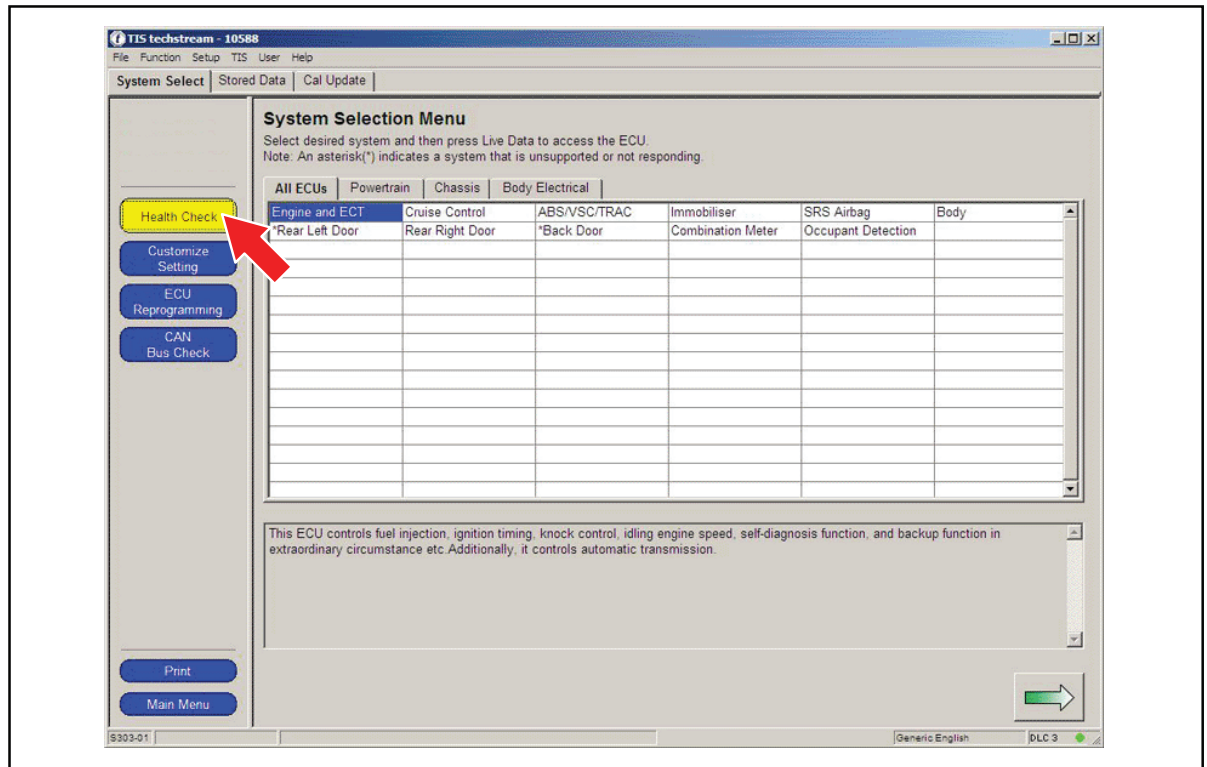 TIS techstream - 10588
File Function Setup TIS User Help
System Select Stored Data Cal Update
System Selection Menu
Select desired system and then press Live Data to access the ECU.
Note: An asterisk(*) indicates a system that is unsupported or not responding.
All ECUs Powertrain Chassis Body Electrical
Engine and ECT Cruise Control ABS/VSC/TRAC Immobiliser SRS Airbag Body
*Rear Left Door Rear Right Door *Back Door Combination Meter Occupant Detection
Health Check
Customize
Setting
ECU
Reprogramming
CAN
Bus Check
This ECU controls fuel injection, ignition timing, knock control, idling engine speed, self-diagnosis function, and backup function in
extraordinary circumstance etc.Additionally, it controls automatic transmission.
Print
Main Menu
S303-01 Generic English DLC 3